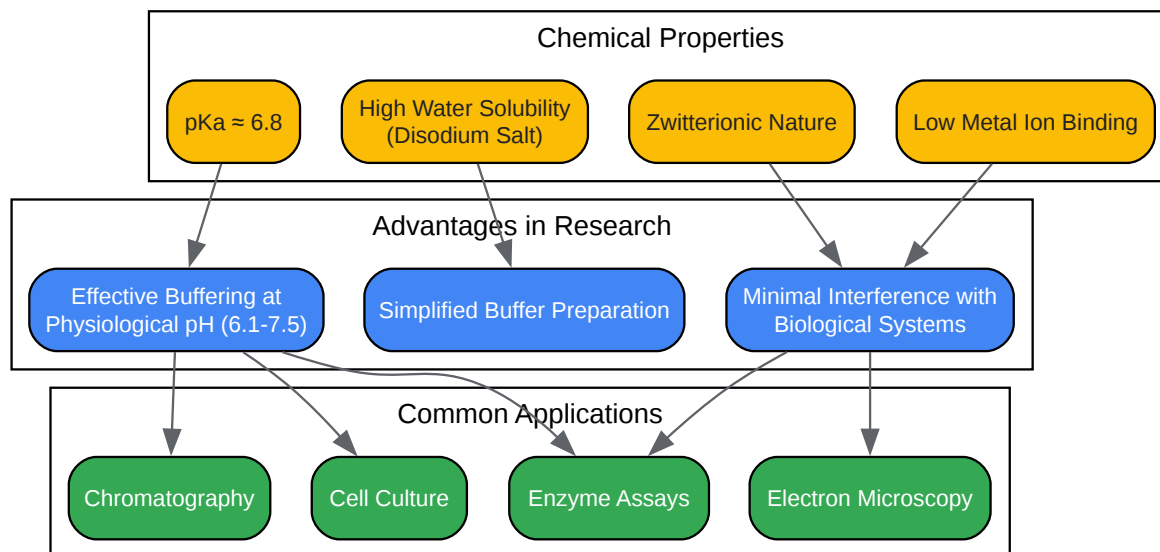 Chemical Properties
pKa ≈ 6.8
High Water Solubility
(Disodium Salt)
Zwitterionic Nature
Low Metal Ion Binding
Advantages in Research
Effective Buffering at
Physiological pH (6.1-7.5)
Simplified Buffer Preparation
Minimal Interference with
Biological Systems
Common Applications
Chromatography
Cell Culture
Enzyme Assays
Electron Microscopy